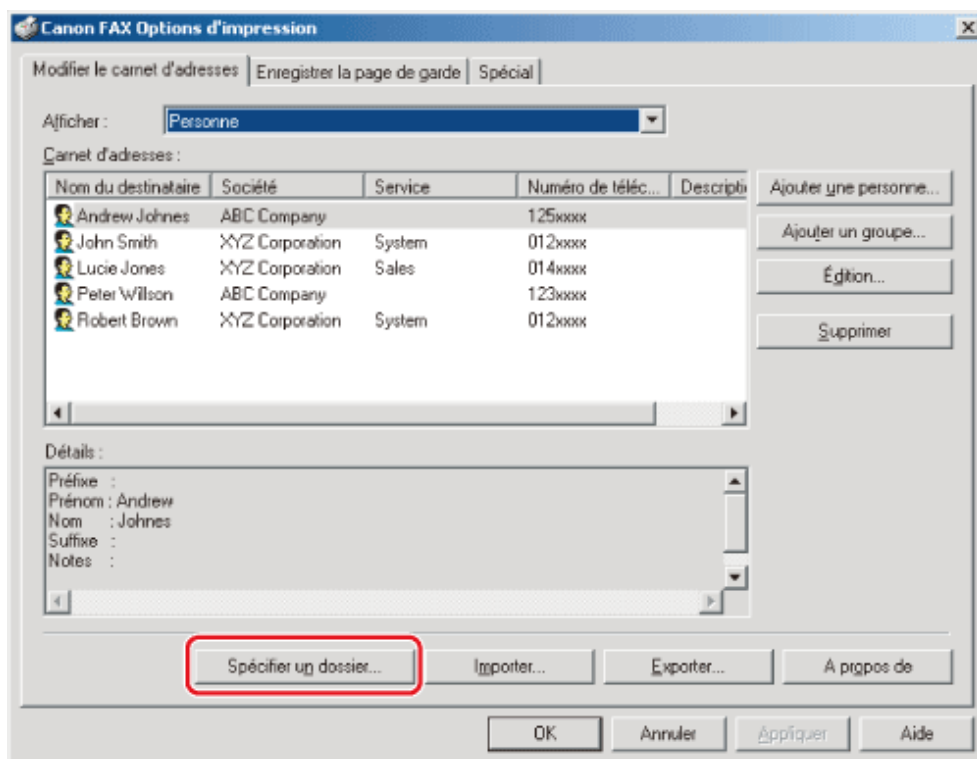 Canon FAX Options d'impression
Modifier le carnet d'adresses Enregistrer la page de garde Spécial
Afficher : Personne
Carnet d'adresses :
Nom du destinataire Société Service Numéro de téléc... Descripti
Andrew Johnes ABC Company 125xxxx
John Smith XYZ Corporation System 012xxxx
Lucie Jones XYZ Corporation Sales 014xxxx
Peter Willson ABC Company 123xxxx
Robert Brown XYZ Corporation System 012xxxx
Ajouter une personne...
Ajouter un groupe...
Édition...
Supprimer
Détails :
Préfixe :
Prénom : Andrew
Nom : Johnes
Suffixe :
Notes :
Spécifier un dossier... Importer... Exporter... A propos de
OK Annuler Appliquer Aide